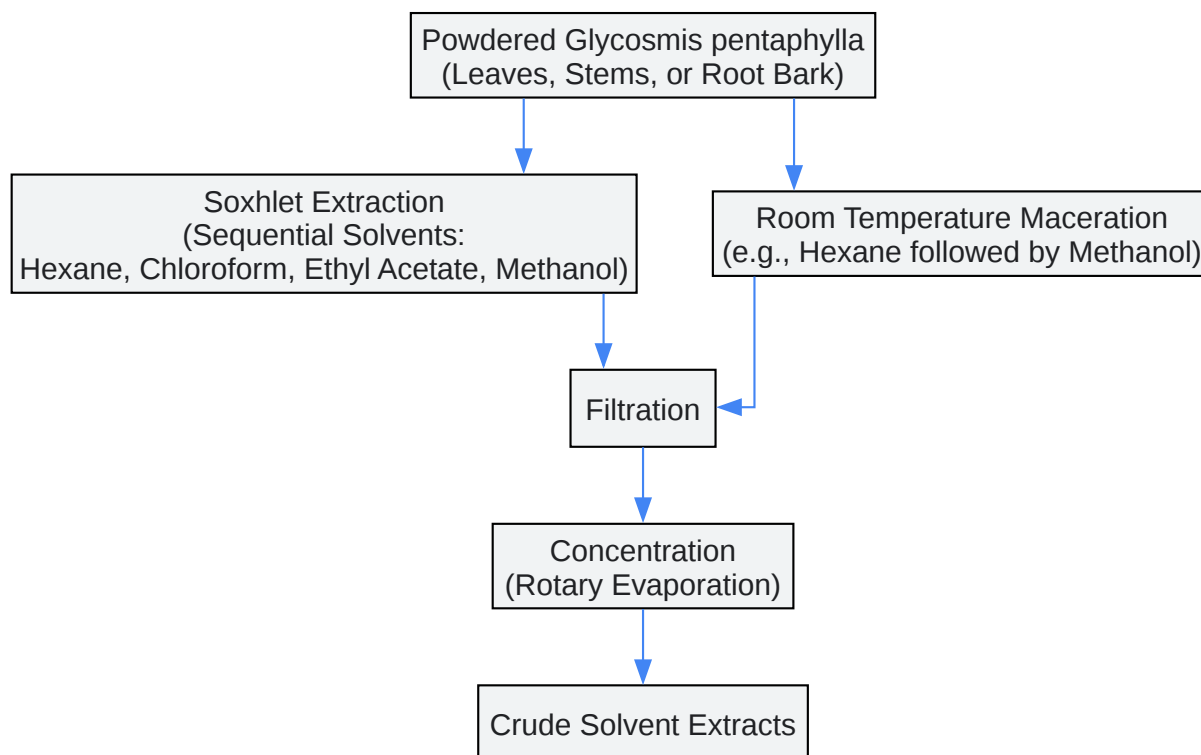 Powdered Glycosmis pentaphylla
(Leaves, Stems, or Root Bark)
Soxhlet Extraction
(Sequential Solvents:
Hexane, Chloroform, Ethyl Acetate, Methanol)
Room Temperature Maceration
(e.g., Hexane followed by Methanol)
Filtration
Concentration
(Rotary Evaporation)
Crude Solvent Extracts